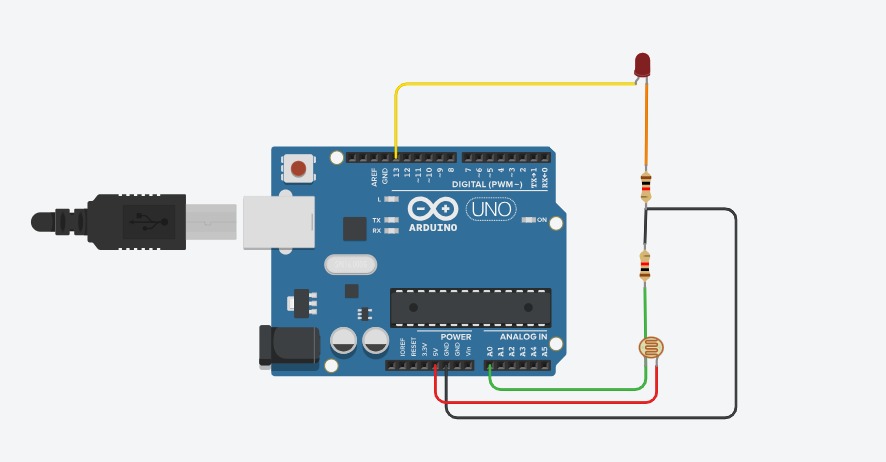 AREF
GND
13
12
~11
~10
~9
8
7
~6
~5
4
~3
2
TX→1
RX←0
DIGITAL (PWM~)
L
TX
RX
UNO
ON
ARDUINO
POWER
ANALOG IN
IOREF
RESET
3.3V
5V
GND
GND
Vin
A0
A1
A2
A3
A4
A5